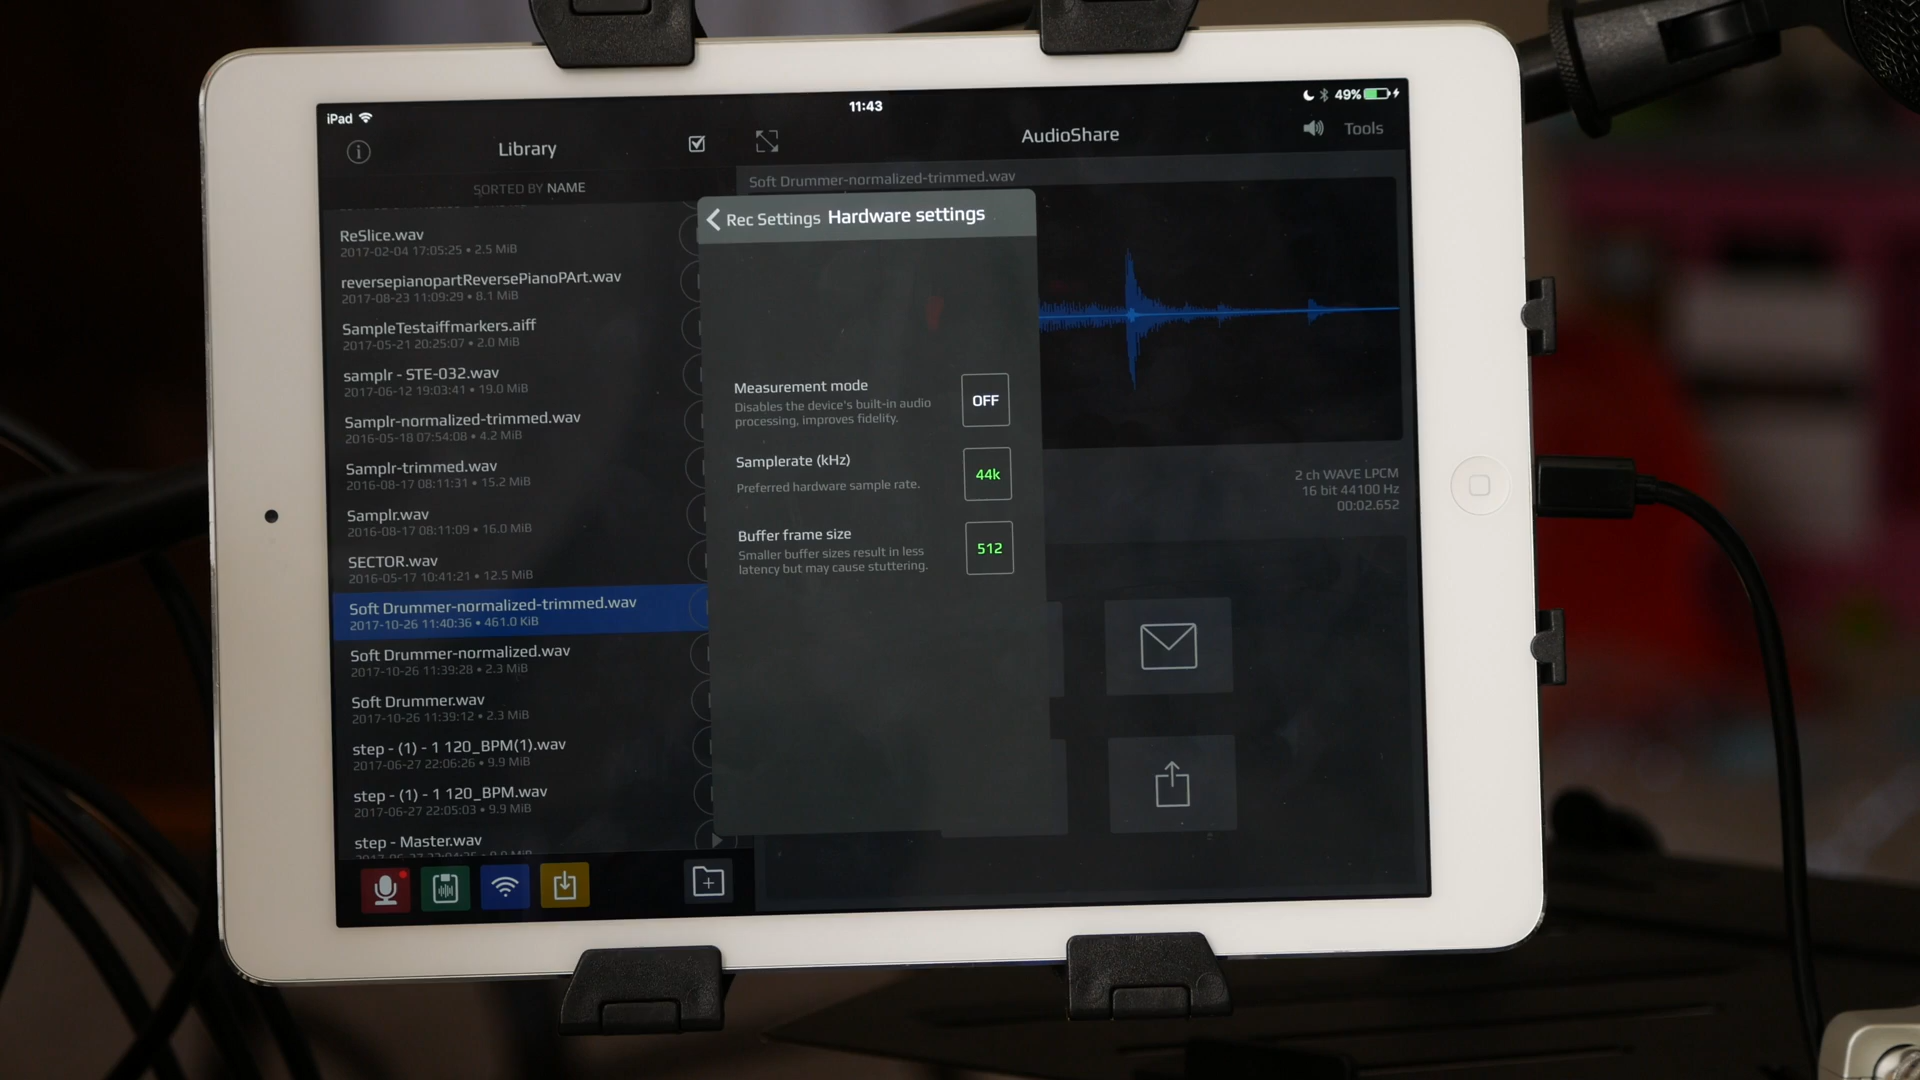 iPad
11:43
49%
Library
AudioShare
Tools
SORTED BY NAME
Soft Drummer-normalized-trimmed.wav
ReSlice.wav
2017-02-04 17:05:25 • 2.5 MiB
reversepianopartReversePianoPArt.wav
2017-08-23 11:09:29 • 8.1 MiB
SampleTestaiffmarkers.aiff
2017-05-21 20:25:07 • 2.0 MiB
samplr - STE-032.wav
2017-06-12 19:03:41 • 19.0 MiB
Samplr-normalized-trimmed.wav
2016-05-18 07:54:08 • 4.2 MiB
Samplr-trimmed.wav
2016-08-17 08:11:31 • 15.2 MiB
Samplr.wav
2016-08-17 08:11:09 • 16.0 MiB
SECTOR.wav
2016-05-17 10:41:21 • 12.5 MiB
Soft Drummer-normalized-trimmed.wav
2017-10-26 11:40:36 • 461.0 KiB
Soft Drummer-normalized.wav
2017-10-26 11:39:28 • 2.3 MiB
Soft Drummer.wav
2017-10-26 11:39:12 • 2.3 MiB
step - (1) - 1 120_BPM(1).wav
2017-06-27 22:06:26 • 9.9 MiB
step - (1) - 1 120_BPM.wav
2017-06-27 22:05:03 • 9.9 MiB
step - Master.wav
Rec Settings Hardware settings
Measurement mode
Disables the device's built-in audio
processing, improves fidelity.
OFF
Samplerate (kHz)
Preferred hardware sample rate.
44k
Buffer frame size
Smaller buffer sizes result in less
latency but may cause stuttering.
512
2 ch WAVE LPCM
16 bit 44100 Hz
00:02.652